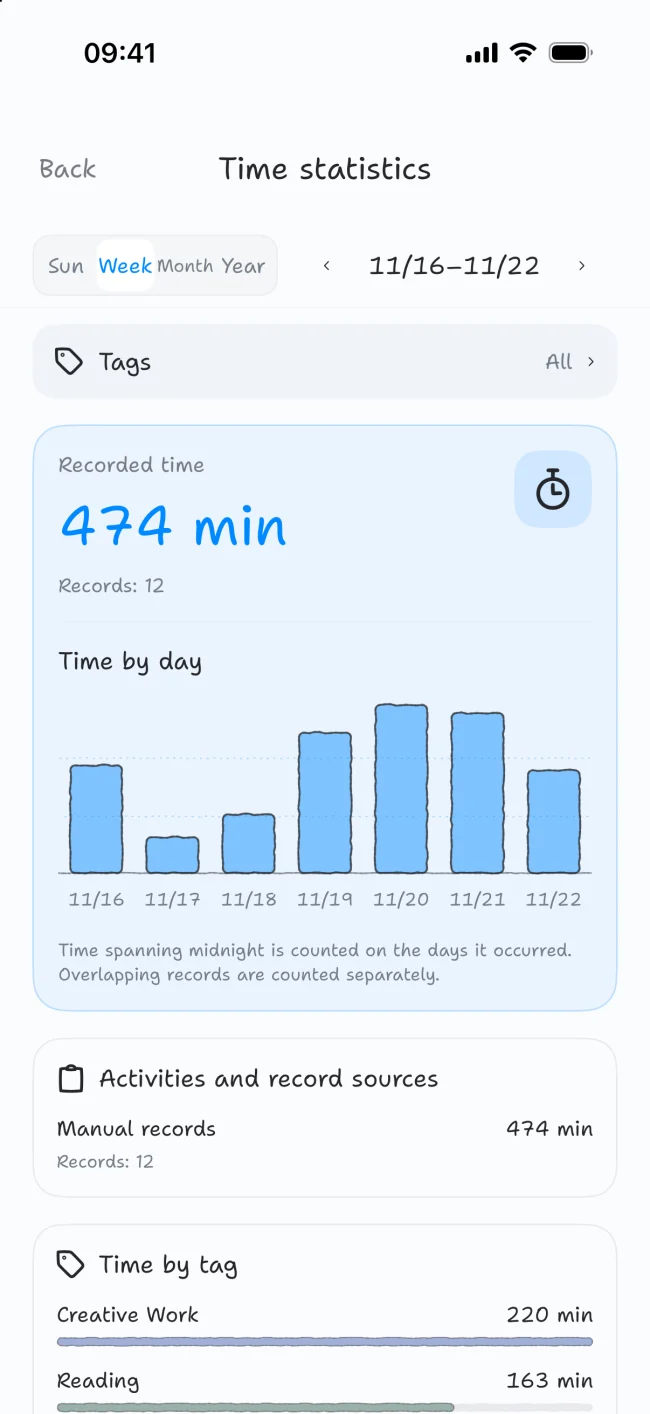 09:41
Back
Time statistics
Sun Week Month Year
‹ 11/16–11/22 ›
Tags
All ›
Recorded time
474 min
Records: 12
Time by day
11/16 11/17 11/18 11/19 11/20 11/21 11/22
Time spanning midnight is counted on the days it occurred.
Overlapping records are counted separately.
Activities and record sources
Manual records 474 min
Records: 12
Time by tag
Creative Work 220 min
Reading 163 min